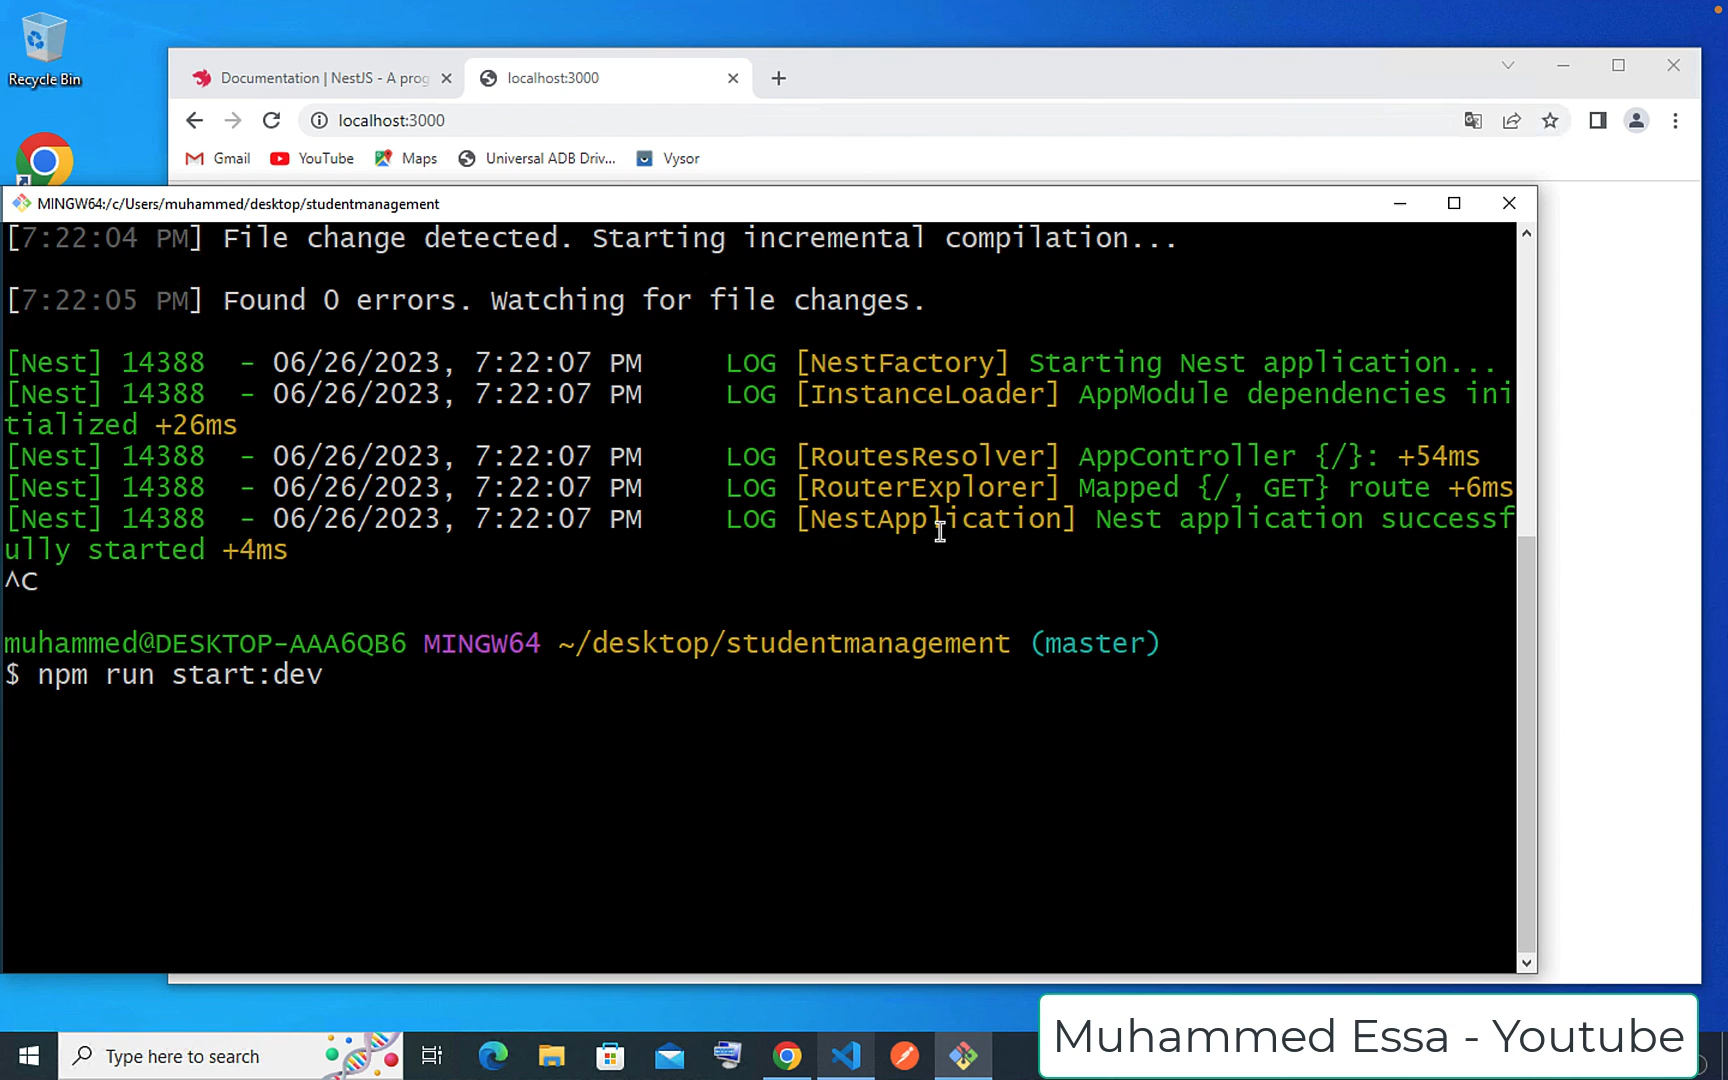 Recycle Bin
Documentation | NestJS - A prog
localhost:3000
localhost:3000
Gmail
YouTube
Maps
Universal ADB Driv...
Vysor
MINGW64:/c/Users/muhammed/desktop/studentmanagement
[7:22:04 PM] File change detected. Starting incremental compilation...
[7:22:05 PM] Found 0 errors. Watching for file changes.
[Nest] 14388  - 06/26/2023, 7:22:07 PM     LOG [NestFactory] Starting Nest application...
[Nest] 14388  - 06/26/2023, 7:22:07 PM     LOG [InstanceLoader] AppModule dependencies ini
tialized +26ms
[Nest] 14388  - 06/26/2023, 7:22:07 PM     LOG [RoutesResolver] AppController {/}: +54ms
[Nest] 14388  - 06/26/2023, 7:22:07 PM     LOG [RouterExplorer] Mapped {/, GET} route +6ms
[Nest] 14388  - 06/26/2023, 7:22:07 PM     LOG [NestApplication] Nest application successf
ully started +4ms
^C
muhammed@DESKTOP-AAA6QB6 MINGW64 ~/desktop/studentmanagement (master)
$ npm run start:dev
Muhammed Essa - Youtube
Type here to search